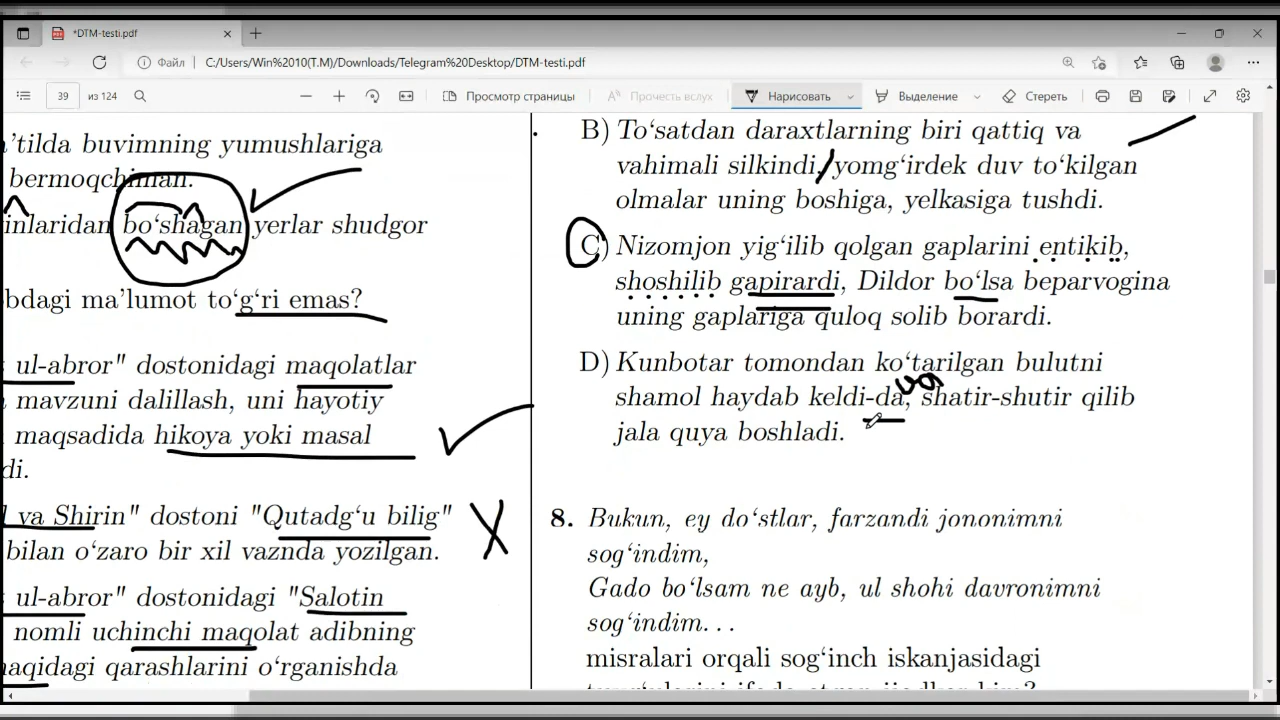 *DTM-testi.pdf
Файл C:/Users/Win%2010(T.M)/Downloads/Telegram%20Desktop/DTM-testi.pdf
39 из 124 Просмотр страницы Прочесть вслух Нарисовать Выделение Стереть
a’tilda buvimning yumushlariga
bermoqchiman.
inlaridan bo‘shagan yerlar shudgor
obdagi ma’lumot to‘g‘ri emas?
ul-abror" dostonidagi maqolatlar
mavzuni dalillash, uni hayotiy
maqsadida hikoya yoki masal
di.
va Shirin" dostoni "Qutadg‘u bilig"
bilan o‘zaro bir xil vaznda yozilgan.
ul-abror" dostonidagi "Salotin
nomli uchinchi maqolat adibning
haqidagi qarashlarini o‘rganishda
B) To‘satdan daraxtlarning biri qattiq va
vahimali silkindi, yomg‘irdek duv to‘kilgan
olmalar uning boshiga, yelkasiga tushdi.
C) Nizomjon yig‘ilib qolgan gaplarini entikib,
shoshilib gapirardi, Dildor bo‘lsa beparvogina
uning gaplariga quloq solib borardi.
D) Kunbotar tomondan ko‘tarilgan bulutni
va
shamol haydab keldi-da, shatir-shutir qilib
jala quya boshladi.
8. Bukun, ey do‘stlar, farzandi jononimni
sog‘indim,
Gado bo‘lsam ne ayb, ul shohi davronimni
sog‘indim...
misralari orqali sog‘inch iskanjasidagi